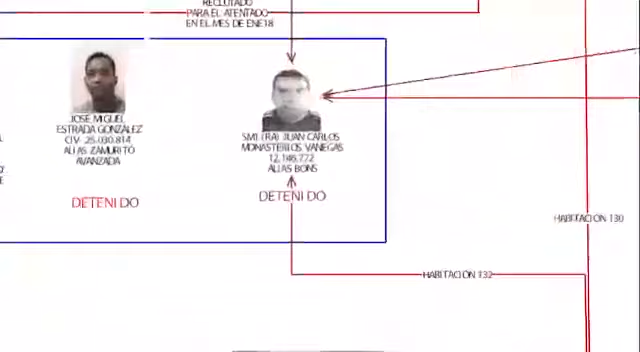 RECLUTADO
PARA EL ATENTADO
EN EL MES DE ENE18
JOSE MIGUEL
ESTRADA GONZALEZ
CIV- 25.030.814
ALIAS ZAMURITO
AVANZADA
DETENIDO
SM1 (RA) JUAN CARLOS
MONASTERIOS VANEGAS
12.146.772
ALIAS BONS
DETENIDO
HABITACION 130
HABITACION 132